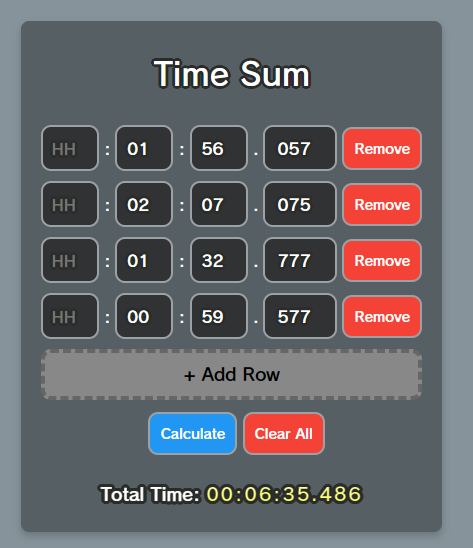 Time Sum
HH : 01 : 56 . 057 Remove
HH : 02 : 07 . 075 Remove
HH : 01 : 32 . 777 Remove
HH : 00 : 59 . 577 Remove
+ Add Row
Calculate Clear All
Total Time: 00:06:35.486